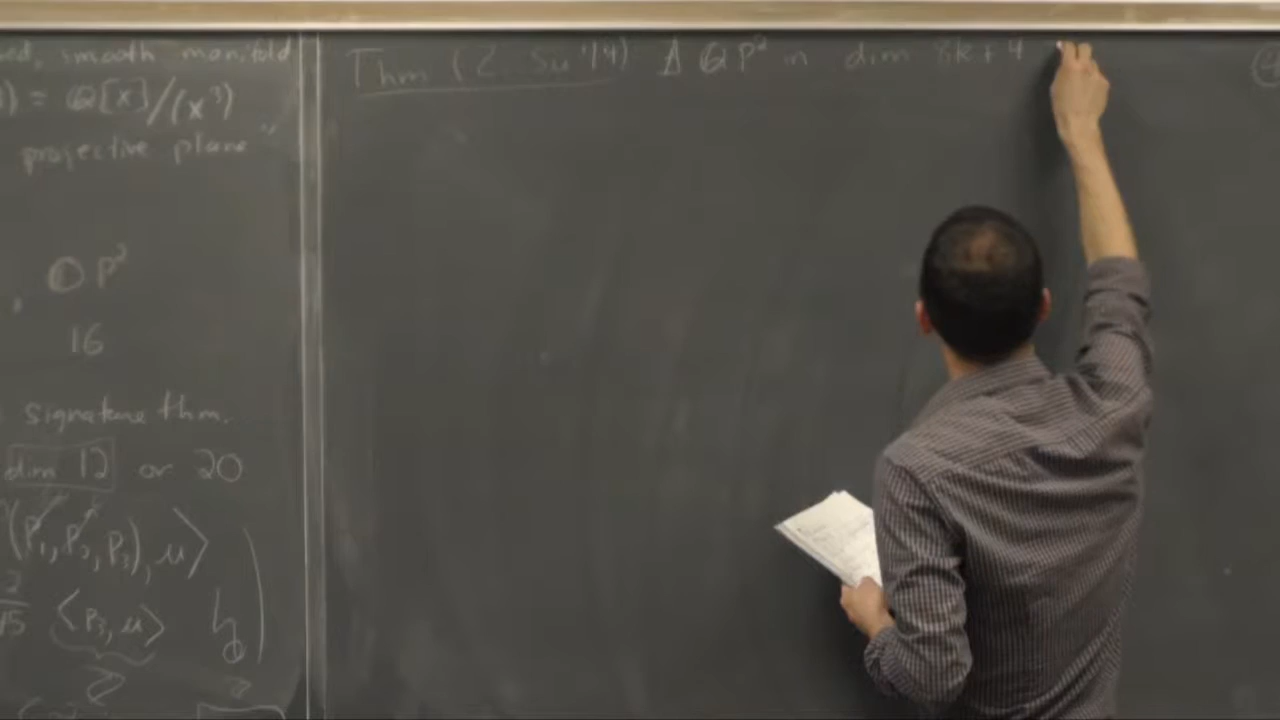 ed, smooth manifold
) = Q[x]/(x³)
projective plane"
OP²
16
signature thm.
dim 12 or 20
(P₁, P₂, P₃), μ⟩
⟨P₃, μ⟩
Thm (Z. Su '14) ∄ QP² in dim 8k+4